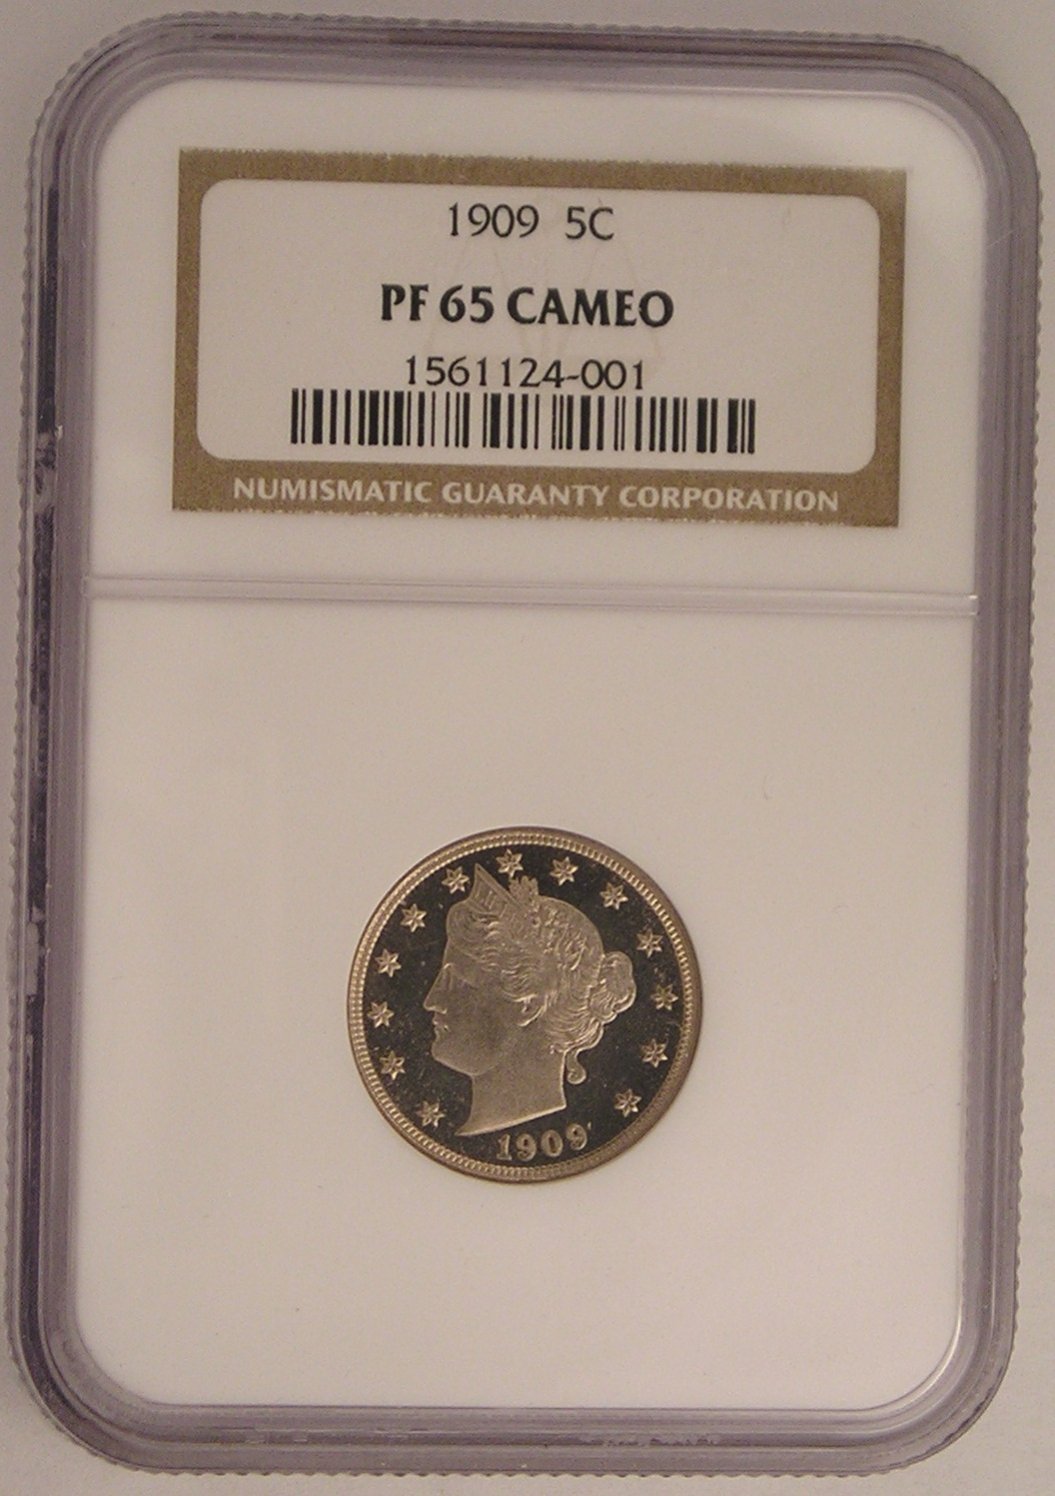 1909 5C
PF 65 CAMEO
1561124-001
NUMISMATIC GUARANTY CORPORATION
1909